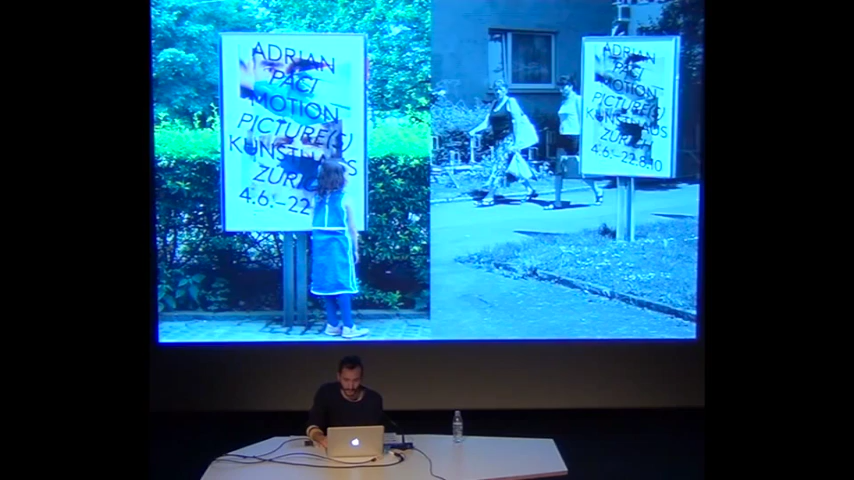 ADRIAN
PACI
MOTION
PICTURE(S)
KUNSTHAUS
ZÜRICH
4.6.–22
ADRIAN
PACI
MOTION
PICTURE(S)
KUNSTHAUS
ZÜRICH
4.6.–22.8.10